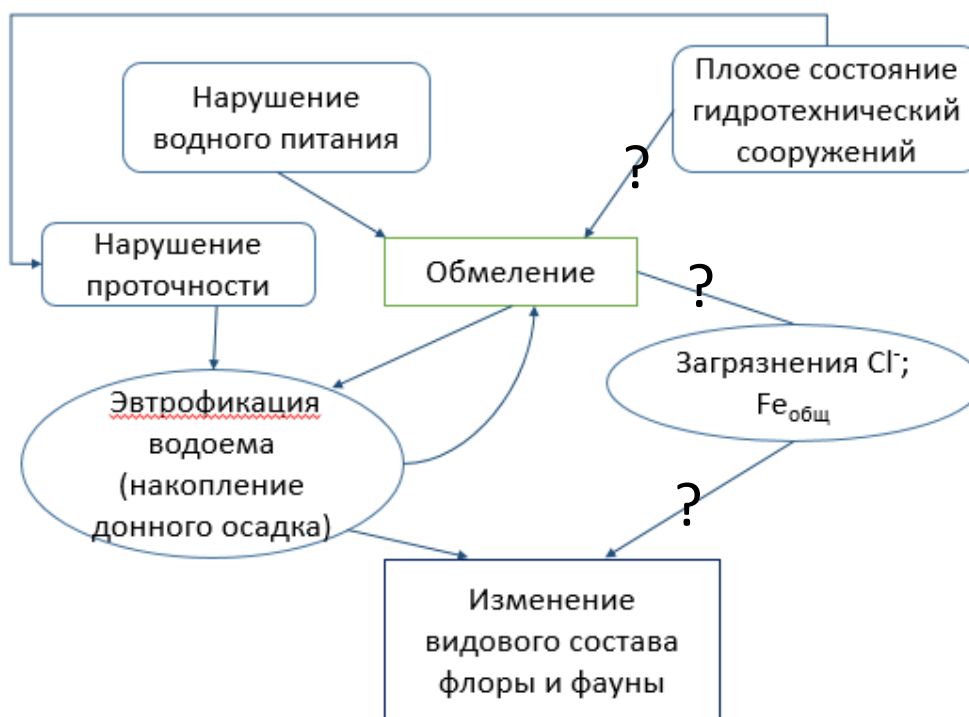 Плохое состояние
гидротехнический
сооружений
Нарушение
водного питания
?
Нарушение
проточности
Обмеление
?
Загрязнения Cl⁻;
Feобщ
Эвтрофикация
водоема
(накопление
донного осадка)
?
Изменение
видового состава
флоры и фауны